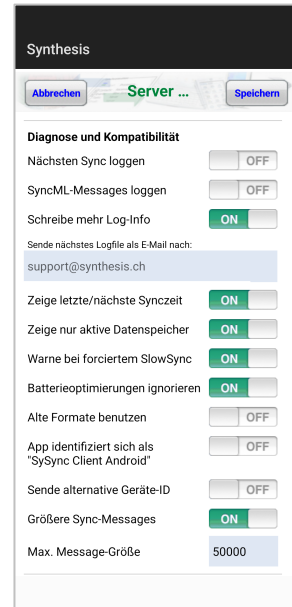 Synthesis
Abbrechen Server ... Speichern
Diagnose und Kompatibilität
Nächsten Sync loggen OFF
SyncML-Messages loggen OFF
Schreibe mehr Log-Info ON
Sende nächstes Logfile als E-Mail nach:
support@synthesis.ch
Zeige letzte/nächste Synczeit ON
Zeige nur aktive Datenspeicher ON
Warne bei forciertem SlowSync ON
Batterieoptimierungen ignorieren ON
Alte Formate benutzen OFF
App identifiziert sich als OFF
"SySync Client Android"
Sende alternative Geräte-ID OFF
Größere Sync-Messages ON
Max. Message-Größe 50000